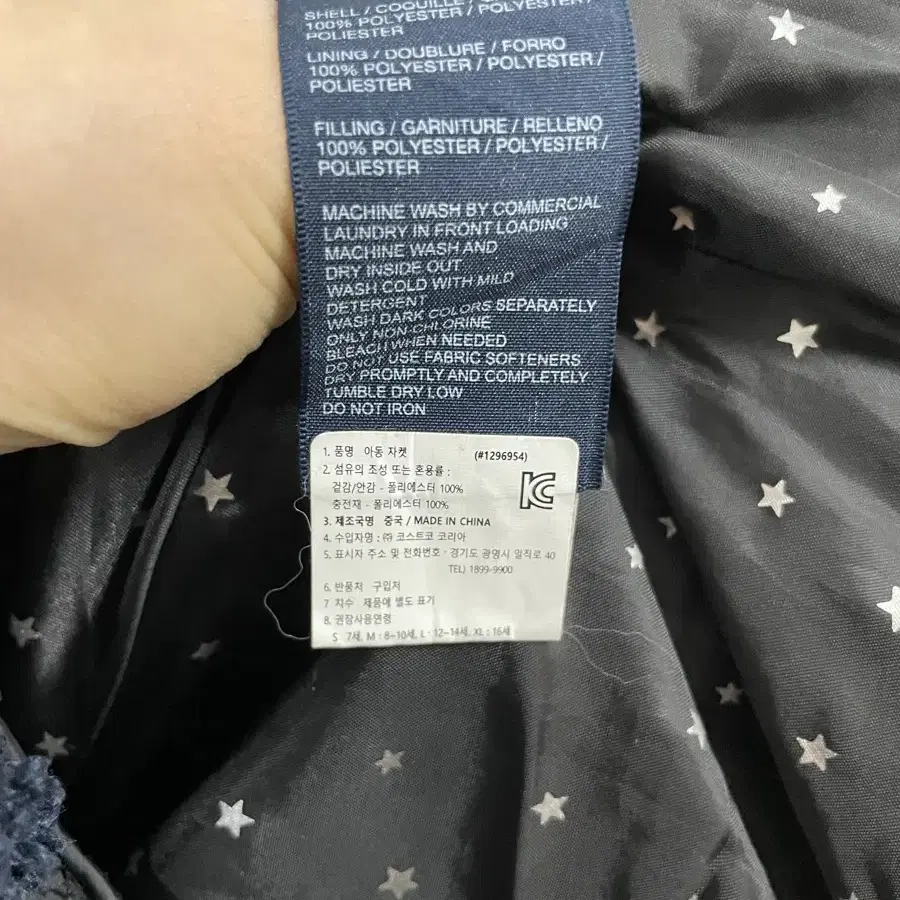 SHELL / COQUILLE /
100% POLYESTER / POLYESTER /
POLIESTER
LINING / DOUBLURE / FORRO
100% POLYESTER / POLYESTER /
POLIESTER
FILLING / GARNITURE / RELLENO
100% POLYESTER / POLYESTER /
POLIESTER
MACHINE WASH BY COMMERCIAL
LAUNDRY IN FRONT LOADING
MACHINE WASH AND
DRY INSIDE OUT
WASH COLD WITH MILD
DETERGENT
WASH DARK COLORS SEPARATELY
ONLY NON-CHLORINE
BLEACH WHEN NEEDED
DO NOT USE FABRIC SOFTENERS
DRY PROMPTLY AND COMPLETELY
TUMBLE DRY LOW
DO NOT IRON
1. 품명 아동 자켓 (#1296954)
2. 섬유의 조성 또는 혼용률 :
겉감/안감 - 폴리에스터 100%
충전재 - 폴리에스터 100%
KC
3. 제조국명 중국 / MADE IN CHINA
4. 수입자명 : ㈜ 코스트코 코리아
5. 표시자 주소 및 전화번호 · 경기도 광명시 일직로 40
TEL) 1899-9900
6. 반품처 구입처
7 치수 제품에 별도 표기
8. 권장사용연령
S 7세, M : 8~10세, L : 12~14세, XL : 16세